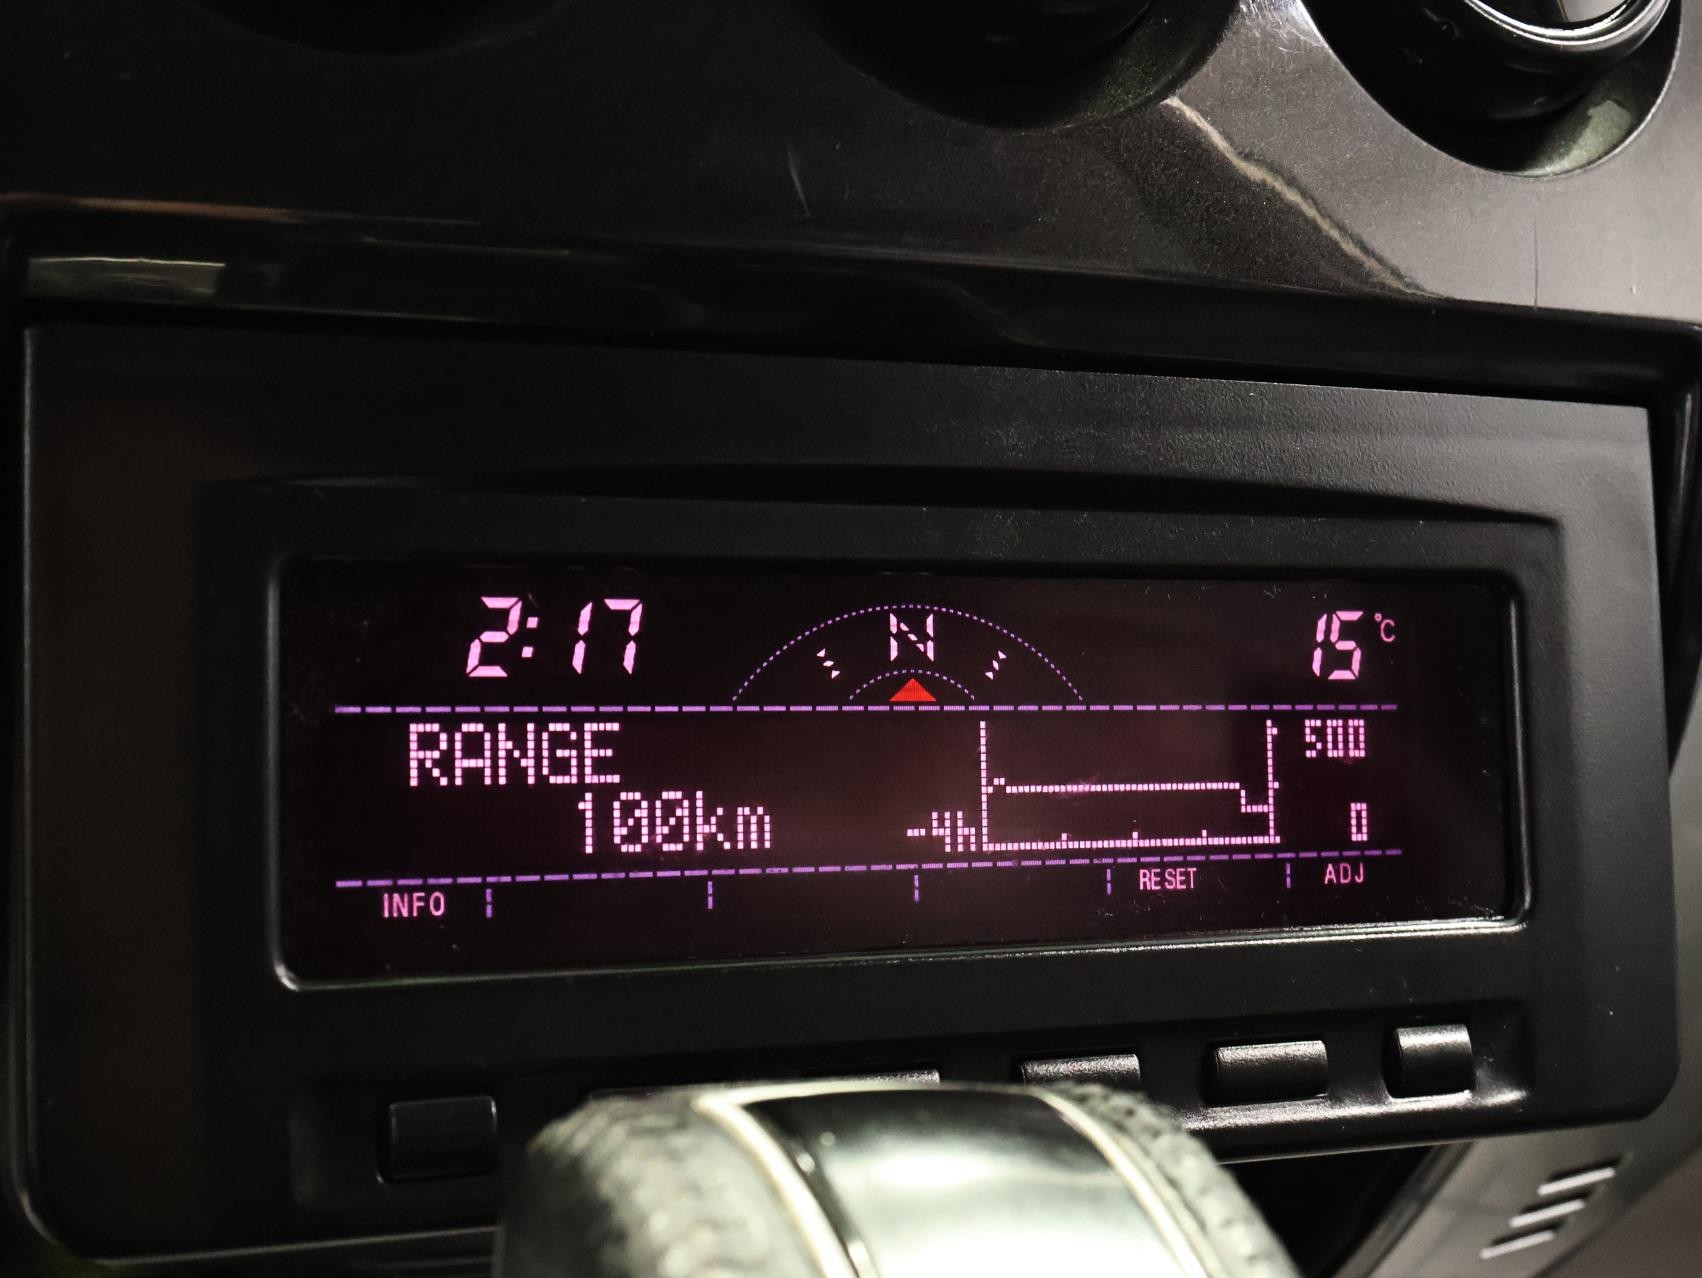 2:17 N 15°C
RANGE
500
100km
-4h 0
INFO RESET ADJ